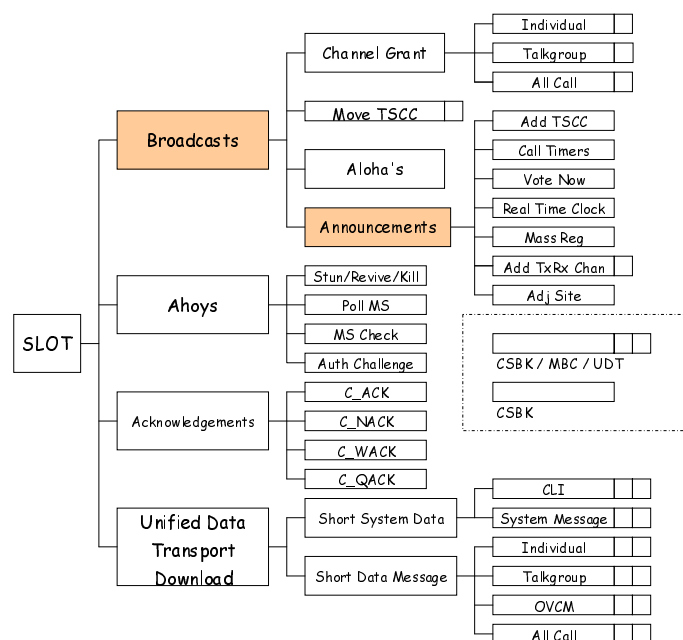 SLOT
Broadcasts
Channel Grant
Individual
Talkgroup
All Call
Move TSCC
Aloha's
Announcements
Add TSCC
Call Timers
Vote Now
Real Time Clock
Mass Reg
Add TxRx Chan
Adj Site
Ahoys
Stun/Revive/Kill
Poll MS
MS Check
Auth Challenge
Acknowledgements
C_ACK
C_NACK
C_WACK
C_QACK
CSBK / MBC / UDT
CSBK
Unified Data
Transport
Download
Short System Data
CLI
System Message
Short Data Message
Individual
Talkgroup
OVCM
All Call